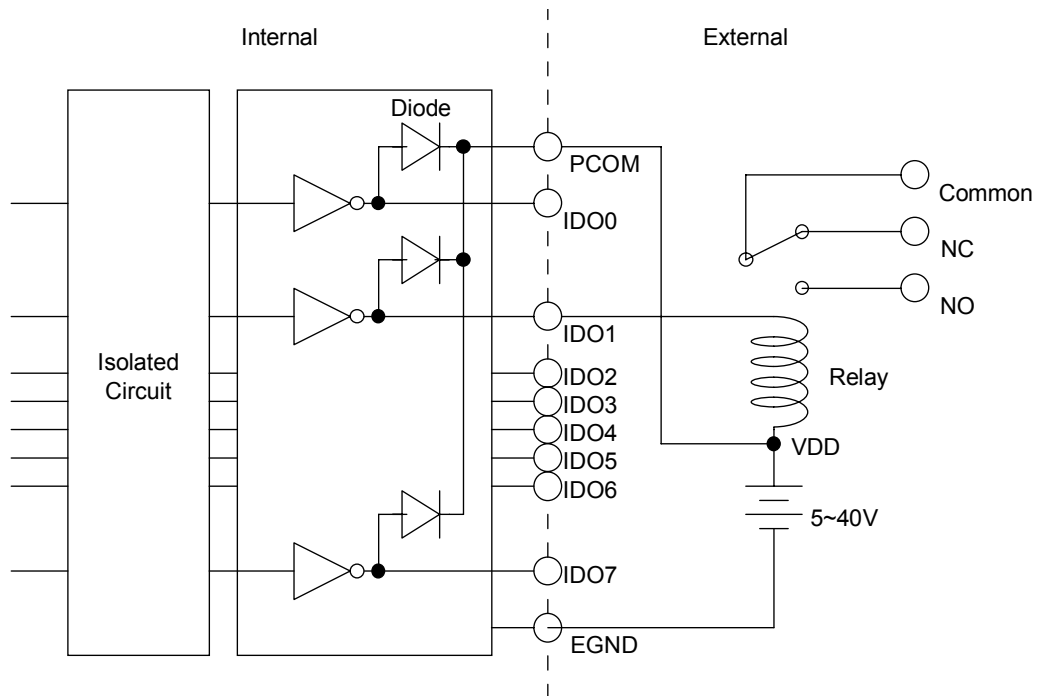 Internal
External
Diode
PCOM
Common
IDO0
NC
NO
IDO1
Isolated
Circuit
IDO2
Relay
IDO3
IDO4
VDD
IDO5
IDO6
5~40V
IDO7
EGND